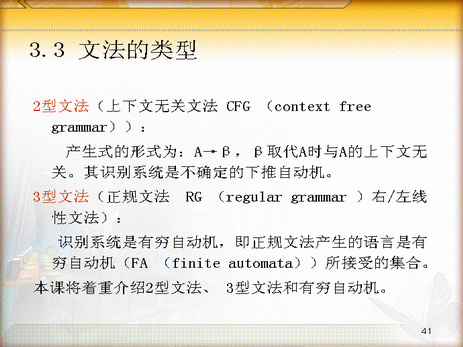 3.3 文法的类型
2型文法（上下文无关文法 CFG （context free
grammar））：
产生式的形式为：A→β，β取代A时与A的上下文无
关。其识别系统是不确定的下推自动机。
3型文法（正规文法 RG （regular grammar ）右/左线
性文法）：
识别系统是有穷自动机，即正规文法产生的语言是有
穷自动机（FA （finite automata））所接受的集合。
本课将着重介绍2型文法、 3型文法和有穷自动机。
41